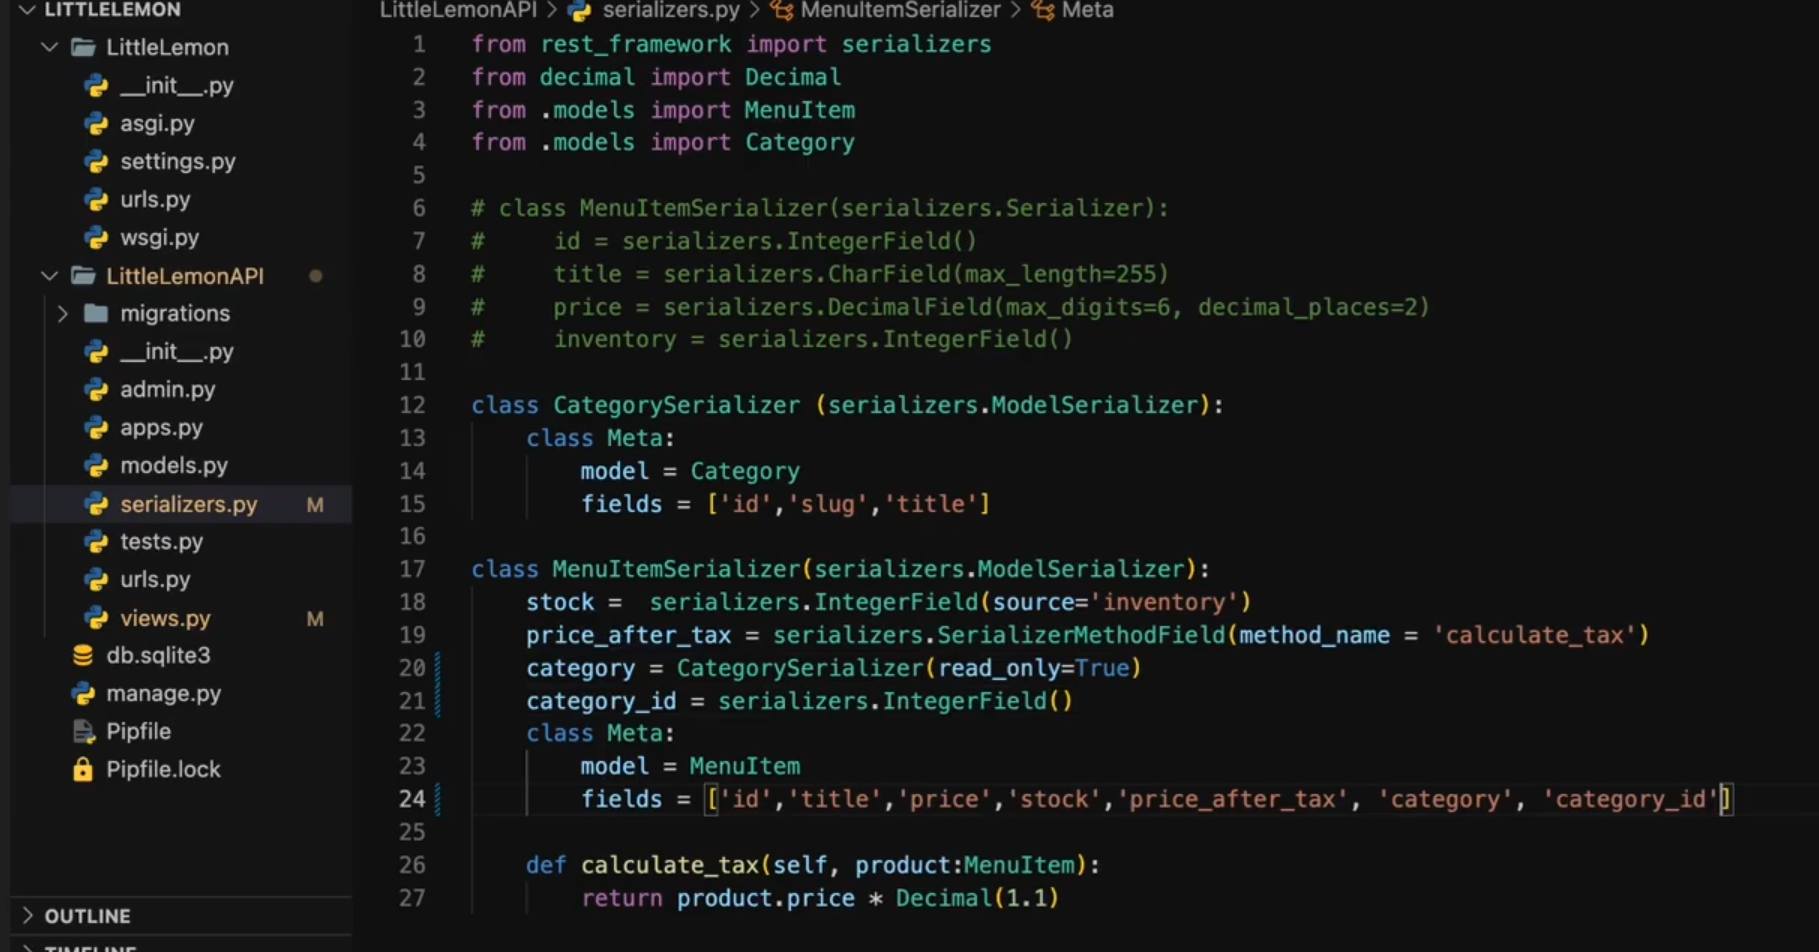 LITTLELEMON
LittleLemon
__init__.py
asgi.py
settings.py
urls.py
wsgi.py
LittleLemonAPI
migrations
__init__.py
admin.py
apps.py
models.py
serializers.py M
tests.py
urls.py
views.py M
db.sqlite3
manage.py
Pipfile
Pipfile.lock
OUTLINE
TIMELINE
LittleLemonAPI > serializers.py > MenuItemSerializer > Meta
1 from rest_framework import serializers
2 from decimal import Decimal
3 from .models import MenuItem
4 from .models import Category
5
6 # class MenuItemSerializer(serializers.Serializer):
7 #     id = serializers.IntegerField()
8 #     title = serializers.CharField(max_length=255)
9 #     price = serializers.DecimalField(max_digits=6, decimal_places=2)
10 #     inventory = serializers.IntegerField()
11
12 class CategorySerializer (serializers.ModelSerializer):
13     class Meta:
14         model = Category
15         fields = ['id','slug','title']
16
17 class MenuItemSerializer(serializers.ModelSerializer):
18     stock =  serializers.IntegerField(source='inventory')
19     price_after_tax = serializers.SerializerMethodField(method_name = 'calculate_tax')
20     category = CategorySerializer(read_only=True)
21     category_id = serializers.IntegerField()
22     class Meta:
23         model = MenuItem
24         fields = ['id','title','price','stock','price_after_tax', 'category', 'category_id']
25
26     def calculate_tax(self, product:MenuItem):
27         return product.price * Decimal(1.1)